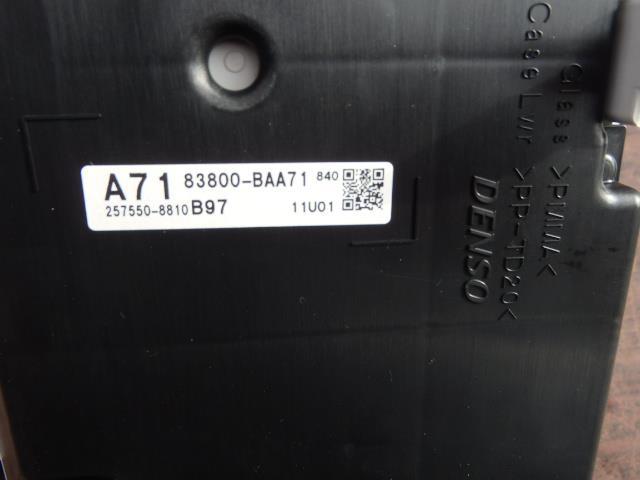 A71 83800-BAA71 840
257550-8810 B97 11U01
Case Lwr >PP-TD20<
Glass >PMMA<
DENSO